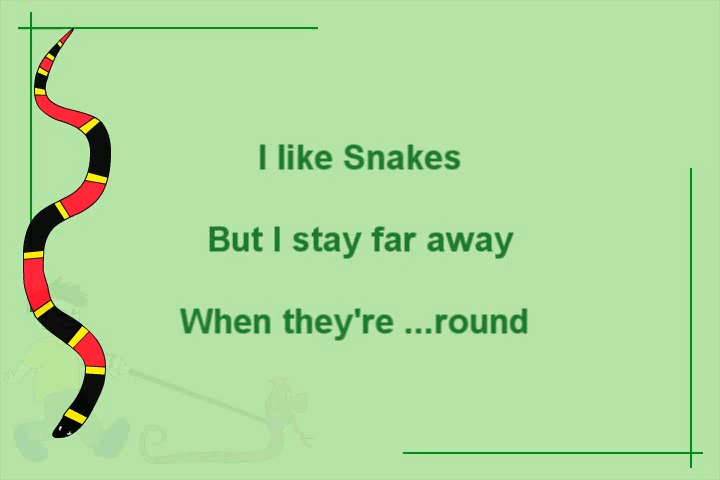 I like Snakes
But I stay far away
When they're ...round